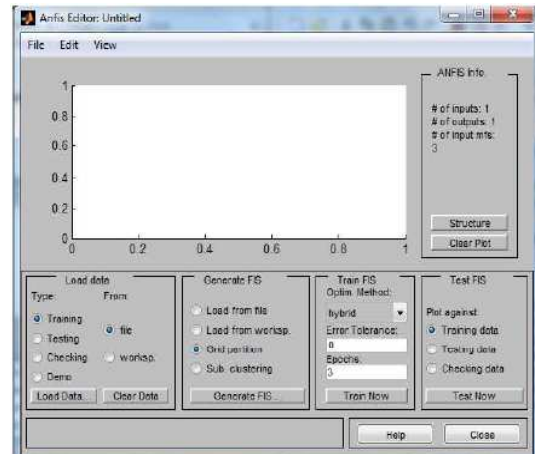 Anfis Editor: Untitled
File Edit View
ANFIS Info.
# of inputs: 1
# of outputs: 1
# of input mfs:
3
Structure
Clear Plot
1
0.8
0.6
0.4
0.2
0
0 0.2 0.4 0.6 0.8 1
Load data
Type: From:
Training
Testing
Checking
Demo
file
worksp.
Load Data... Clear Data
Generate FIS
Load from file
Load from worksp.
Grid partition
Sub. clustering
Generate FIS ...
Train FIS
Optim. Method:
hybrid
Error Tolerance:
0
Epochs:
3
Train Now
Test FIS
Plot against:
Training data
Testing data
Checking data
Test Now
Help Close